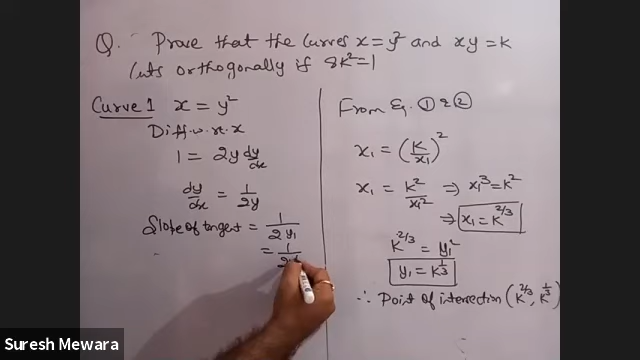 Q. Prove that the Curves x = y² and xy = k
Cuts orthogonally if 8k² = 1
Curve 1 x = y²
Diff. w. r. t. x
1 = 2y dy/dx
dy/dx = 1/2y
Slope of tangent = 1/2y₁
= 1/2
From Eq. ① & ②
x₁ = (K/x₁)²
x₁ = K²/x₁² ⇒ x₁³ = K²
⇒ x₁ = K^2/3
K^2/3 = y₁²
y₁ = K^1/3
∴ Point of intersection (K^2/3, K^1/3)
Suresh Mewara